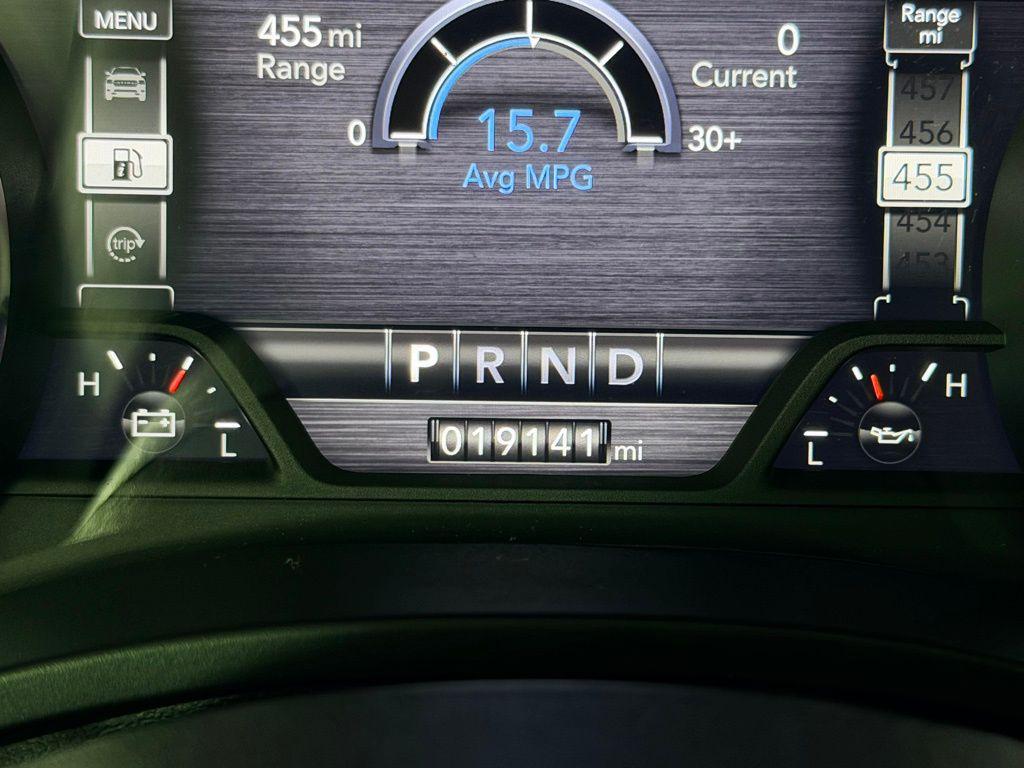 MENU
455 mi
Range
0
Current
Range
mi
457
456
455
454
453
0
30+
15.7
Avg MPG
trip
P R N D
H
L
H
L
019141 mi